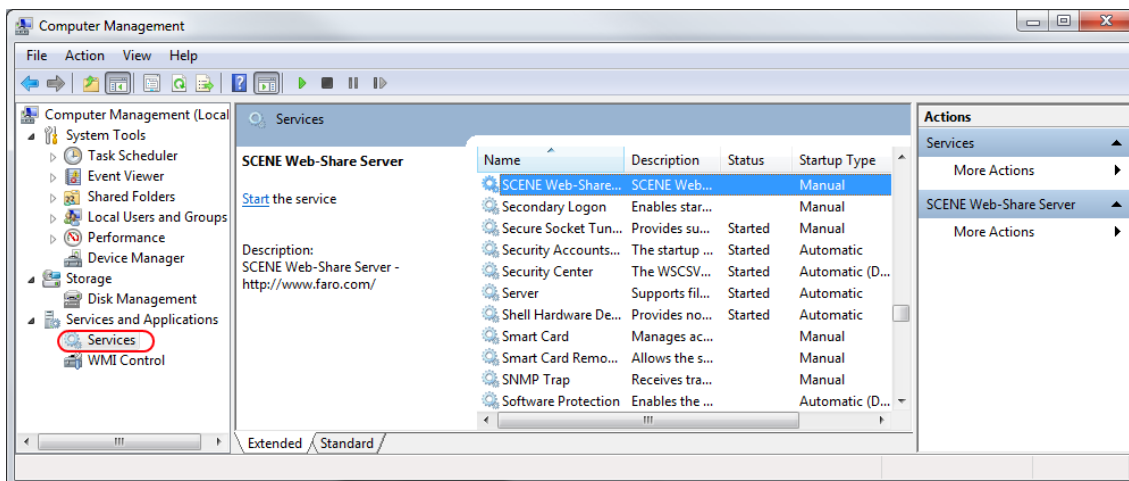 Computer Management
File Action View Help
Computer Management (Local
System Tools
Task Scheduler
Event Viewer
Shared Folders
Local Users and Groups
Performance
Device Manager
Storage
Disk Management
Services and Applications
Services
WMI Control
Services
SCENE Web-Share Server
Start the service
Description:
SCENE Web-Share Server -
http://www.faro.com/
Name Description Status Startup Type
SCENE Web-Share... SCENE Web... Manual
Secondary Logon Enables star... Manual
Secure Socket Tun... Provides su... Started Manual
Security Accounts... The startup ... Started Automatic
Security Center The WSCSV... Started Automatic (D...
Server Supports fil... Started Automatic
Shell Hardware De... Provides no... Started Automatic
Smart Card Manages ac... Manual
Smart Card Remo... Allows the s... Manual
SNMP Trap Receives tra... Manual
Software Protection Enables the ... Automatic (D...
Extended Standard
Actions
Services
More Actions
SCENE Web-Share Server
More Actions